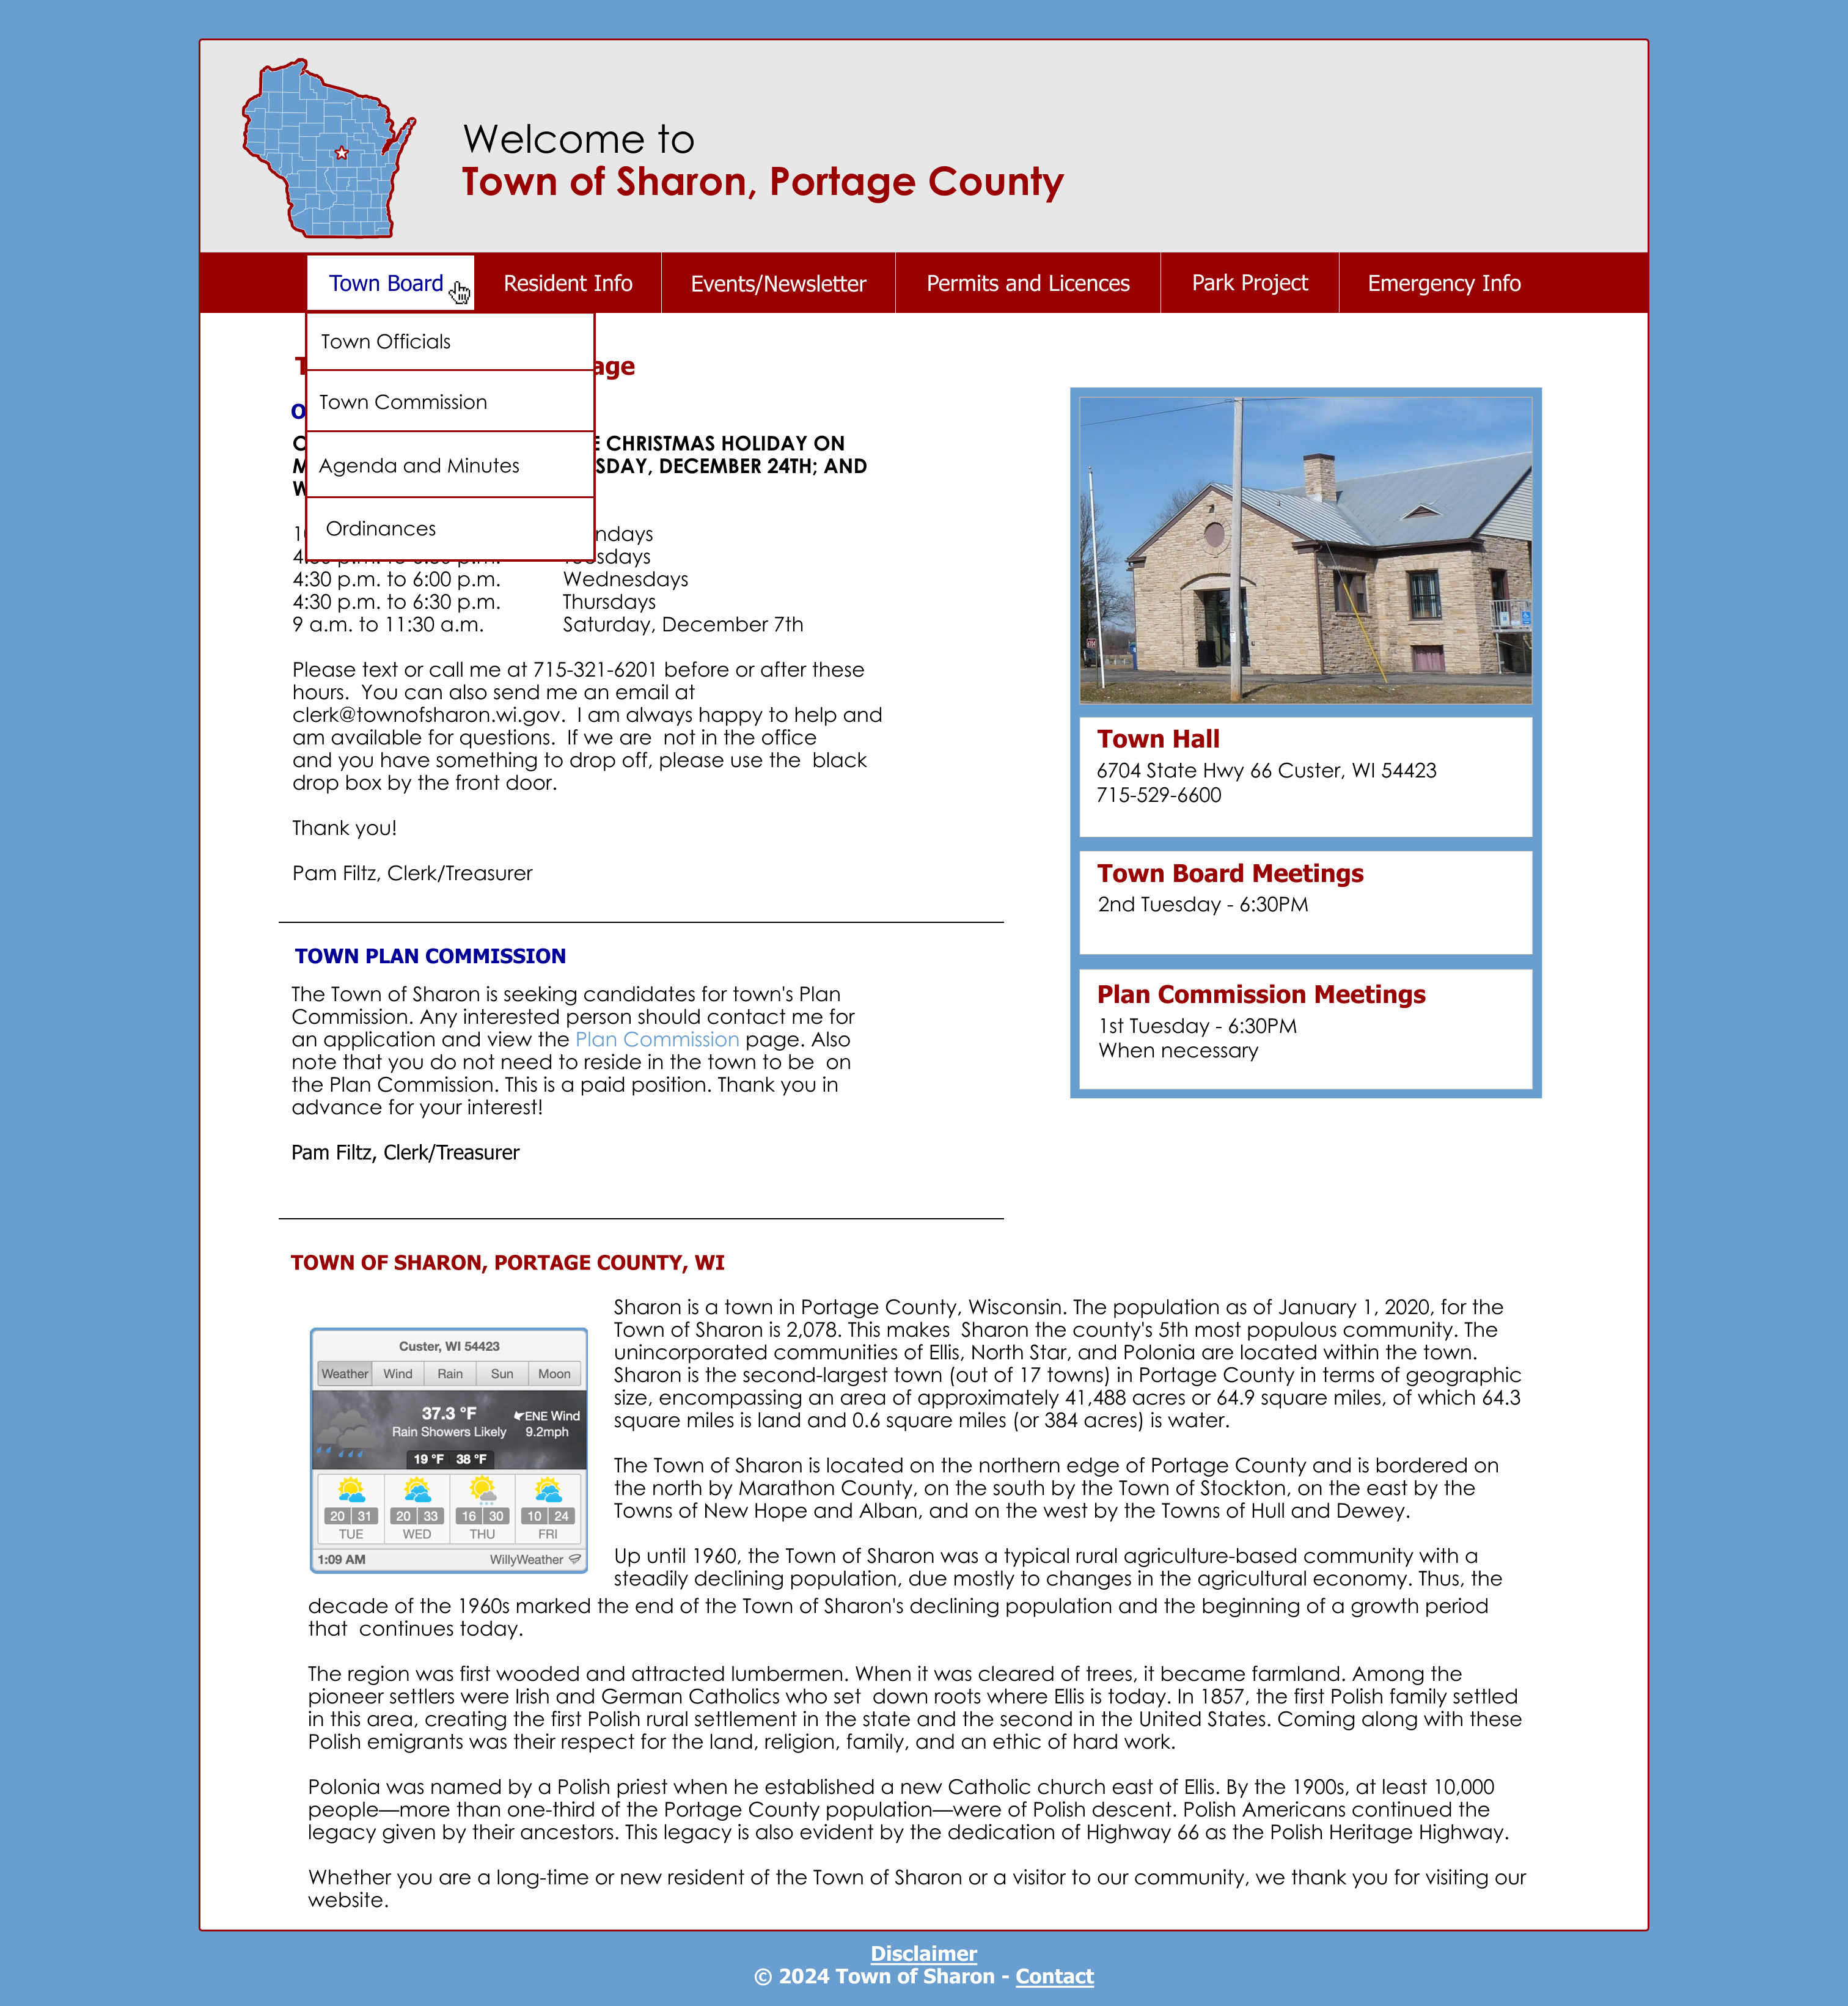 Welcome to
Town of Sharon, Portage County
Town Board
Resident Info
Events/Newsletter
Permits and Licences
Park Project
Emergency Info
Town Officials
Town Commission
Agenda and Minutes
Ordinances
CHRISTMAS HOLIDAY ON
DECEMBER 24TH; AND
4:30 p.m. to 6:00 p.m. Wednesdays
4:30 p.m. to 6:30 p.m. Thursdays
9 a.m. to 11:30 a.m. Saturday, December 7th
Please text or call me at 715-321-6201 before or after these
hours. You can also send me an email at
clerk@townofsharon.wi.gov. I am always happy to help and
am available for questions. If we are not in the office
and you have something to drop off, please use the black
drop box by the front door.
Thank you!
Pam Filtz, Clerk/Treasurer
TOWN PLAN COMMISSION
The Town of Sharon is seeking candidates for town's Plan
Commission. Any interested person should contact me for
an application and view the Plan Commission page. Also
note that you do not need to reside in the town to be on
the Plan Commission. This is a paid position. Thank you in
advance for your interest!
Pam Filtz, Clerk/Treasurer
Town Hall
6704 State Hwy 66 Custer, WI 54423
715-529-6600
Town Board Meetings
2nd Tuesday - 6:30PM
Plan Commission Meetings
1st Tuesday - 6:30PM
When necessary
TOWN OF SHARON, PORTAGE COUNTY, WI
Custer, WI 54423
Weather Wind Rain Sun Moon
37.3 °F
ENE Wind
Rain Showers Likely
9.2mph
19 °F 38 °F
20 31 20 33 16 30 10 24
TUE WED THU FRI
1:09 AM WillyWeather
Sharon is a town in Portage County, Wisconsin. The population as of January 1, 2020, for the
Town of Sharon is 2,078. This makes Sharon the county's 5th most populous community. The
unincorporated communities of Ellis, North Star, and Polonia are located within the town.
Sharon is the second-largest town (out of 17 towns) in Portage County in terms of geographic
size, encompassing an area of approximately 41,488 acres or 64.9 square miles, of which 64.3
square miles is land and 0.6 square miles (or 384 acres) is water.
The Town of Sharon is located on the northern edge of Portage County and is bordered on
the north by Marathon County, on the south by the Town of Stockton, on the east by the
Towns of New Hope and Alban, and on the west by the Towns of Hull and Dewey.
Up until 1960, the Town of Sharon was a typical rural agriculture-based community with a
steadily declining population, due mostly to changes in the agricultural economy. Thus, the
decade of the 1960s marked the end of the Town of Sharon's declining population and the beginning of a growth period
that continues today.
The region was first wooded and attracted lumbermen. When it was cleared of trees, it became farmland. Among the
pioneer settlers were Irish and German Catholics who set down roots where Ellis is today. In 1857, the first Polish family settled
in this area, creating the first Polish rural settlement in the state and the second in the United States. Coming along with these
Polish emigrants was their respect for the land, religion, family, and an ethic of hard work.
Polonia was named by a Polish priest when he established a new Catholic church east of Ellis. By the 1900s, at least 10,000
people—more than one-third of the Portage County population—were of Polish descent. Polish Americans continued the
legacy given by their ancestors. This legacy is also evident by the dedication of Highway 66 as the Polish Heritage Highway.
Whether you are a long-time or new resident of the Town of Sharon or a visitor to our community, we thank you for visiting our
website.
Disclaimer
© 2024 Town of Sharon - Contact